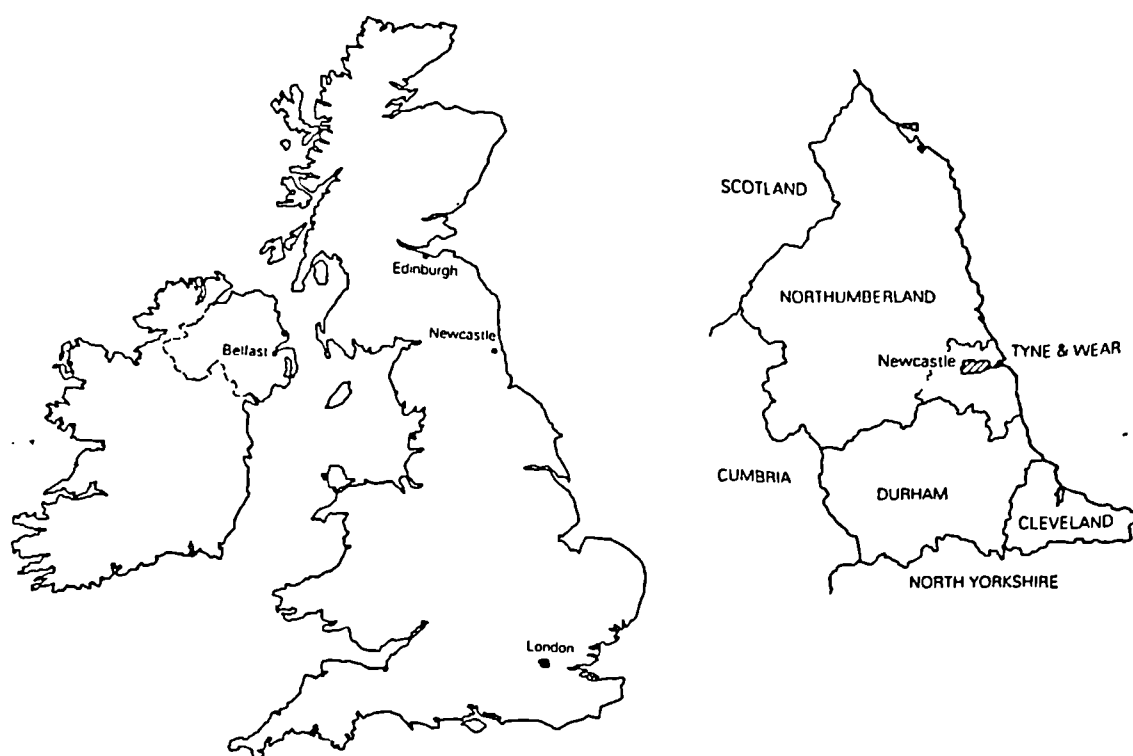 Edinburgh
Newcastle
Belfast
London
SCOTLAND
NORTHUMBERLAND
Newcastle
TYNE & WEAR
CUMBRIA
DURHAM
CLEVELAND
NORTH YORKSHIRE